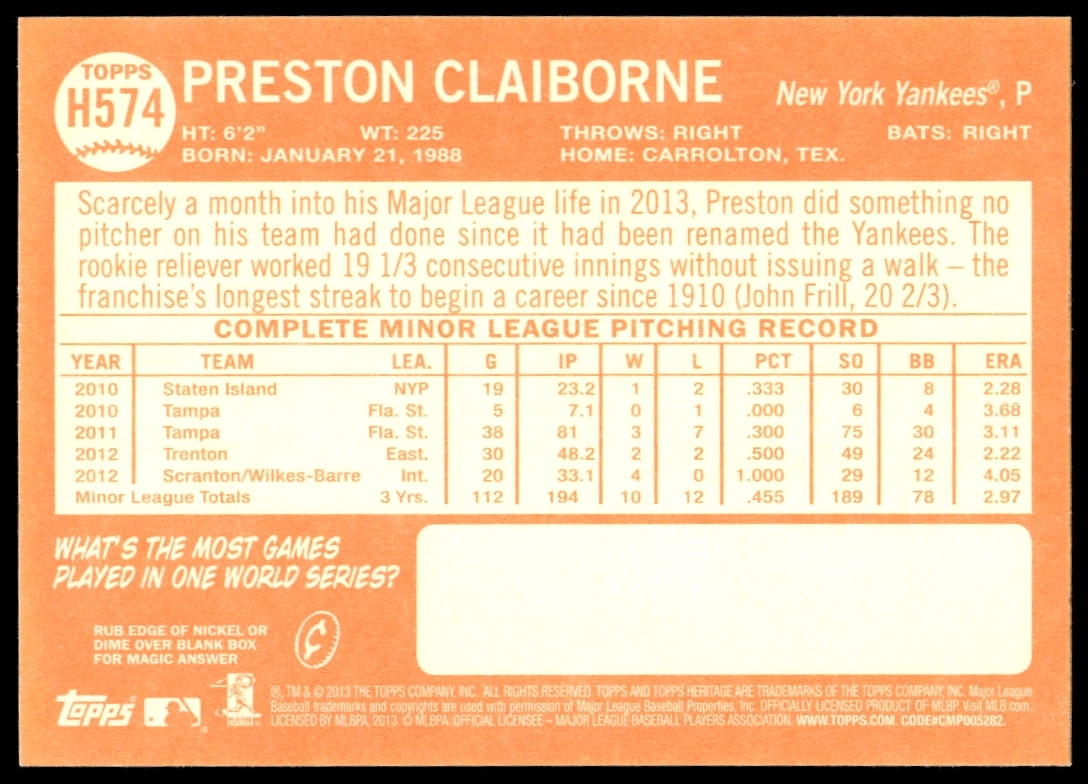 TOPPS
H574
PRESTON CLAIBORNE
New York Yankees®, P
HT: 6'2" WT: 225 THROWS: RIGHT BATS: RIGHT
BORN: JANUARY 21, 1988 HOME: CARROLTON, TEX.
Scarcely a month into his Major League life in 2013, Preston did something no
pitcher on his team had done since it had been renamed the Yankees. The
rookie reliever worked 19 1/3 consecutive innings without issuing a walk – the
franchise's longest streak to begin a career since 1910 (John Frill, 20 2/3).
COMPLETE MINOR LEAGUE PITCHING RECORD
YEAR TEAM LEA. G IP W L PCT SO BB ERA
2010 Staten Island NYP 19 23.2 1 2 .333 30 8 2.28
2010 Tampa Fla. St. 5 7.1 0 1 .000 6 4 3.68
2011 Tampa Fla. St. 38 81 3 7 .300 75 30 3.11
2012 Trenton East. 30 48.2 2 2 .500 49 24 2.22
2012 Scranton/Wilkes-Barre Int. 20 33.1 4 0 1.000 29 12 4.05
Minor League Totals 3 Yrs. 112 194 10 12 .455 189 78 2.97
WHAT'S THE MOST GAMES
PLAYED IN ONE WORLD SERIES?
RUB EDGE OF NICKEL OR
DIME OVER BLANK BOX
FOR MAGIC ANSWER
¢
topps
®, TM & © 2013 THE TOPPS COMPANY, INC. ALL RIGHTS RESERVED. TOPPS AND TOPPS HERITAGE ARE TRADEMARKS OF THE TOPPS COMPANY, INC. Major League
Baseball trademarks and copyrights are used with permission of Major League Baseball Properties, Inc. OFFICIALLY LICENSED PRODUCT OF MLBP. Visit MLB.com.
LICENSED BY MLBPA. 2013. © MLBPA. OFFICIAL LICENSEE – MAJOR LEAGUE BASEBALL PLAYERS ASSOCIATION. WWW.TOPPS.COM. CODE#CMP005282.